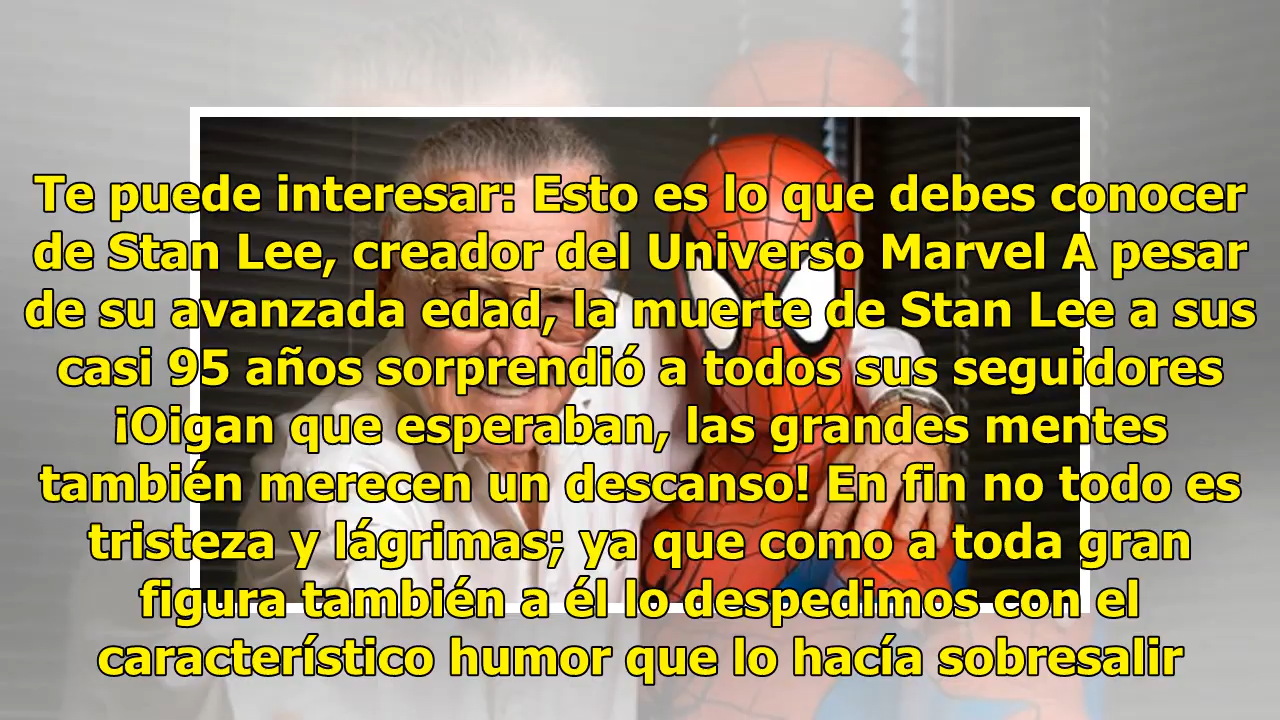 Te puede interesar: Esto es lo que debes conocer
de Stan Lee, creador del Universo Marvel A pesar
de su avanzada edad, la muerte de Stan Lee a sus
casi 95 años sorprendió a todos sus seguidores
¡Oigan que esperaban, las grandes mentes
también merecen un descanso! En fin no todo es
tristeza y lágrimas; ya que como a toda gran
figura también a él lo despedimos con el
característico humor que lo hacía sobresalir